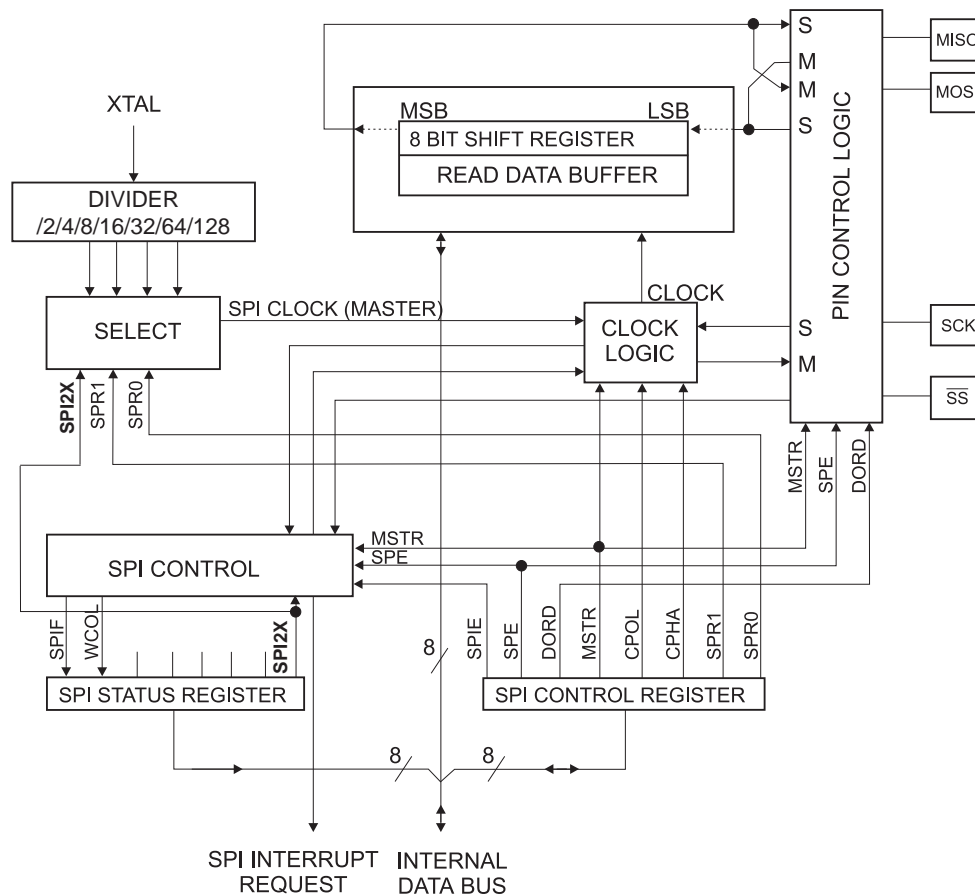 S
MISO
M
XTAL
M
MOSI
MSB
LSB
S
8 BIT SHIFT REGISTER
READ DATA BUFFER
DIVIDER
/2/4/8/16/32/64/128
PIN CONTROL LOGIC
SPI CLOCK (MASTER)
CLOCK
SELECT
CLOCK
LOGIC
S
SCK
M
SS
SPI2X
SPR1
SPR0
MSTR
SPE
DORD
MSTR
SPE
SPI CONTROL
SPIF
WCOL
SPI2X
8
SPIE
SPE
DORD
MSTR
CPOL
CPHA
SPR1
SPR0
SPI STATUS REGISTER
SPI CONTROL REGISTER
8
8
SPI INTERRUPT
REQUEST
INTERNAL
DATA BUS